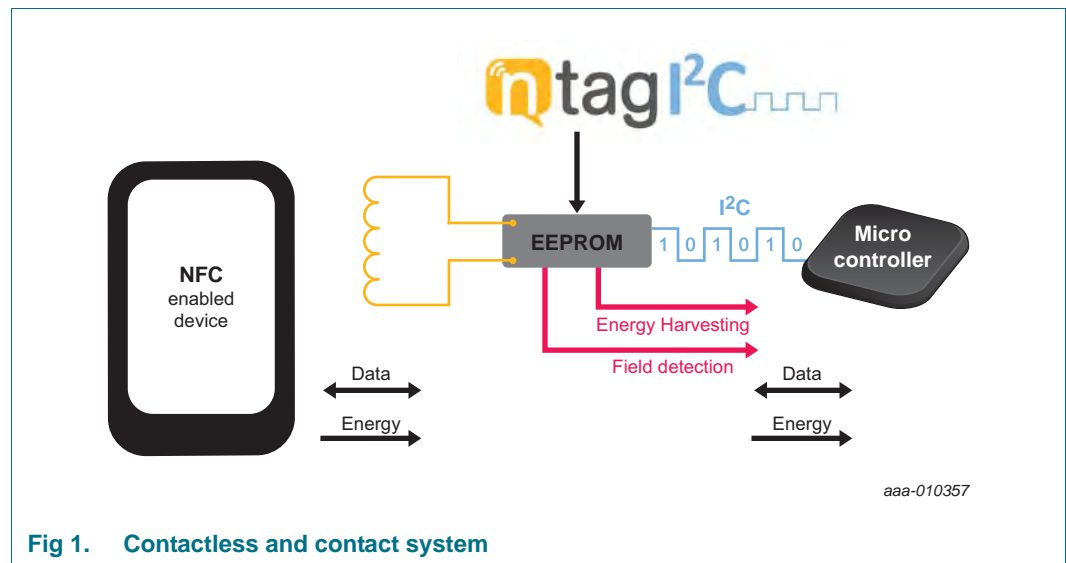 ntag I²C
I²C
EEPROM
1 0 1 0 1 0
Micro
controller
NFC
enabled
device
Energy Harvesting
Field detection
Data
Data
Energy
Energy
aaa-010357
Fig 1. Contactless and contact system